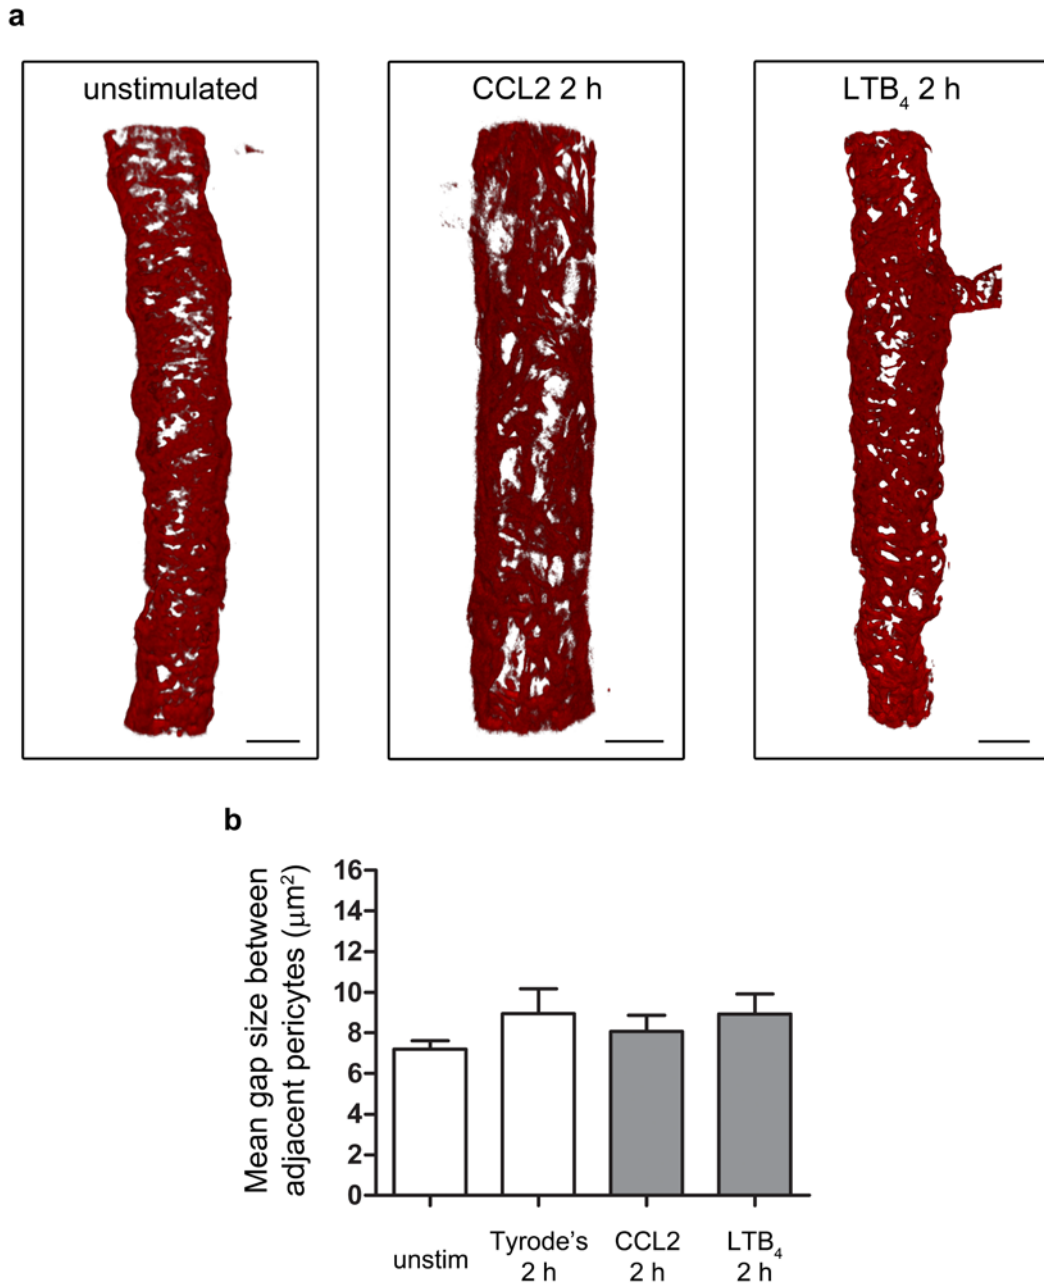 a
unstimulated
CCL2 2 h
LTB₄ 2 h
b
Mean gap size between
adjacent pericytes (μm²)
16
14
12
10
8
6
4
2
0
unstim
Tyrode's
2 h
CCL2
2 h
LTB₄
2 h